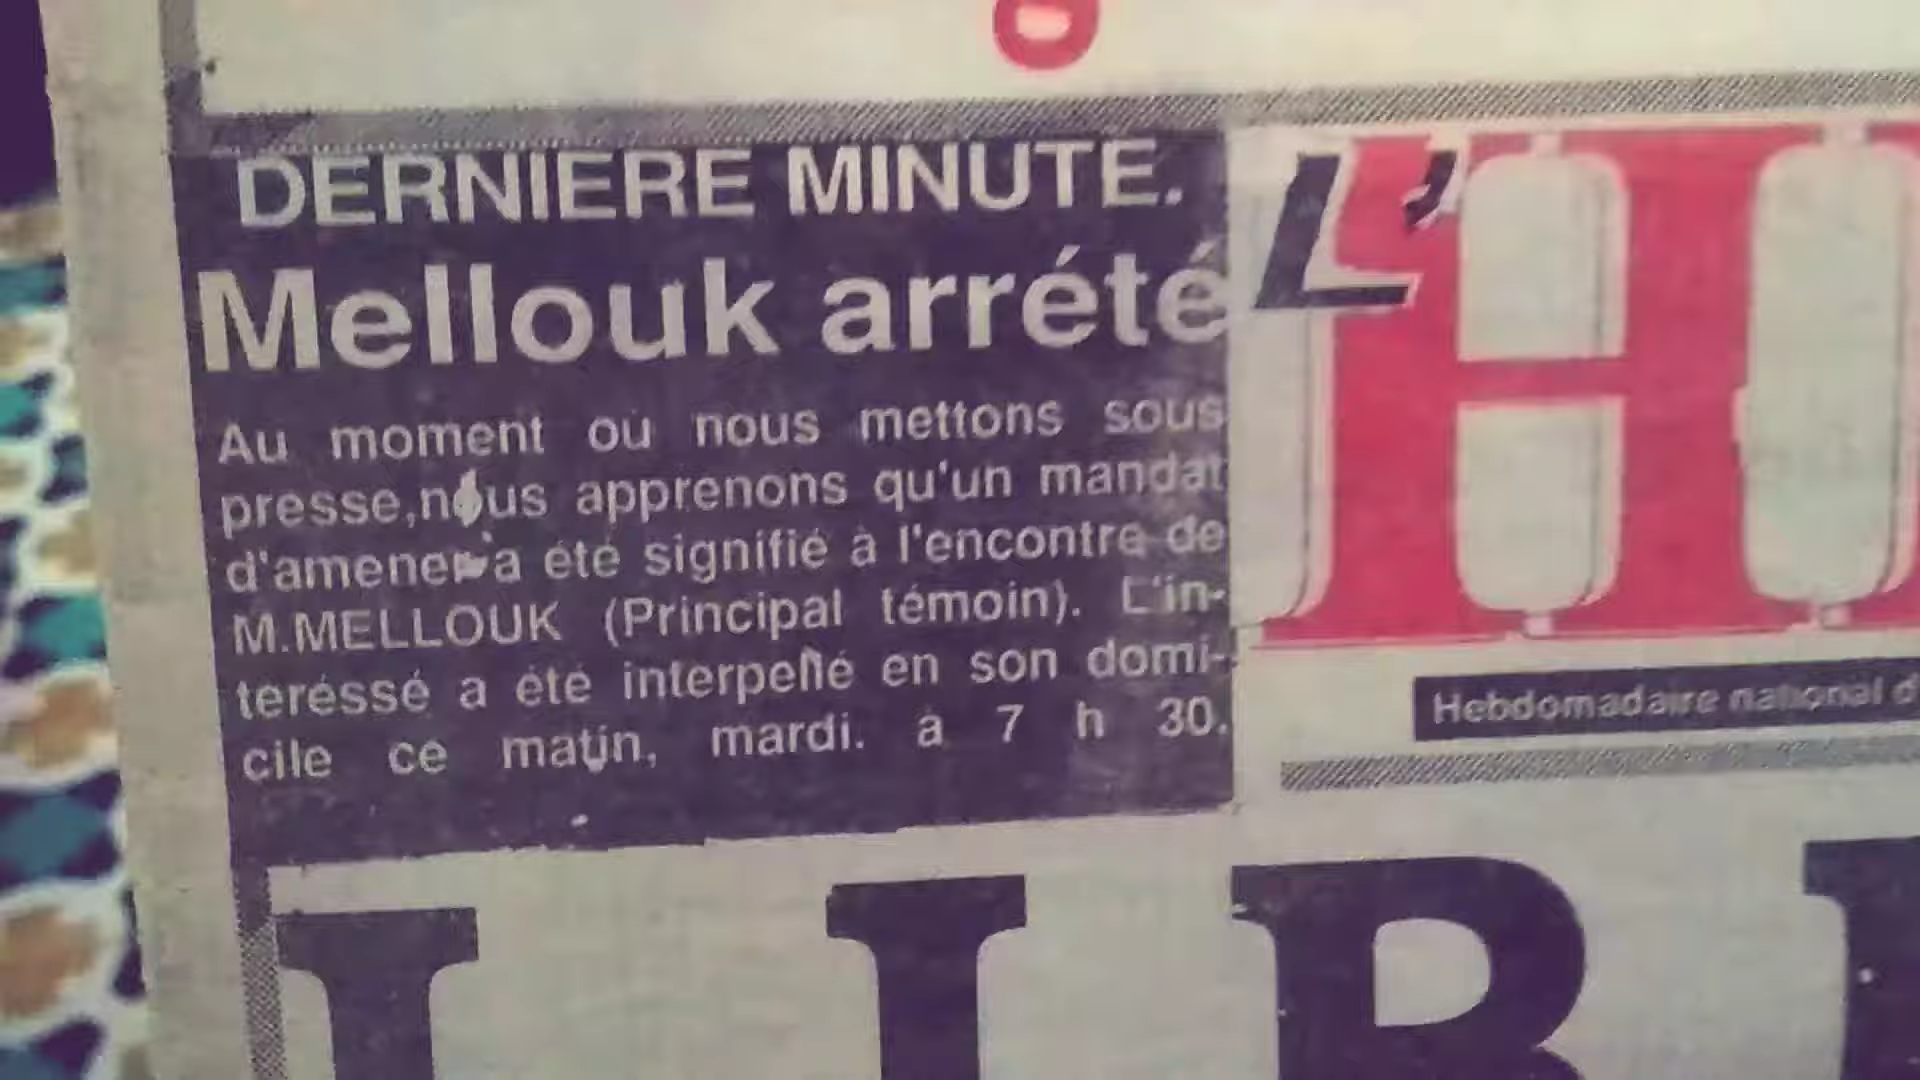 DERNIERE MINUTE.
Mellouk arrété
Au moment ou nous mettons sous
presse,nous apprenons qu'un mandat
d'amener a été signifié à l'encontre de
M.MELLOUK (Principal témoin). L'in-
teréssé a été interpellé en son domi-
cile ce matin, mardi. à 7 h 30.
L'H
Hebdomadaire national d